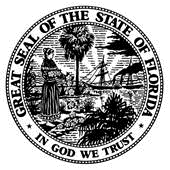 GREAT SEAL OF THE STATE OF FLORIDA
IN GOD WE TRUST